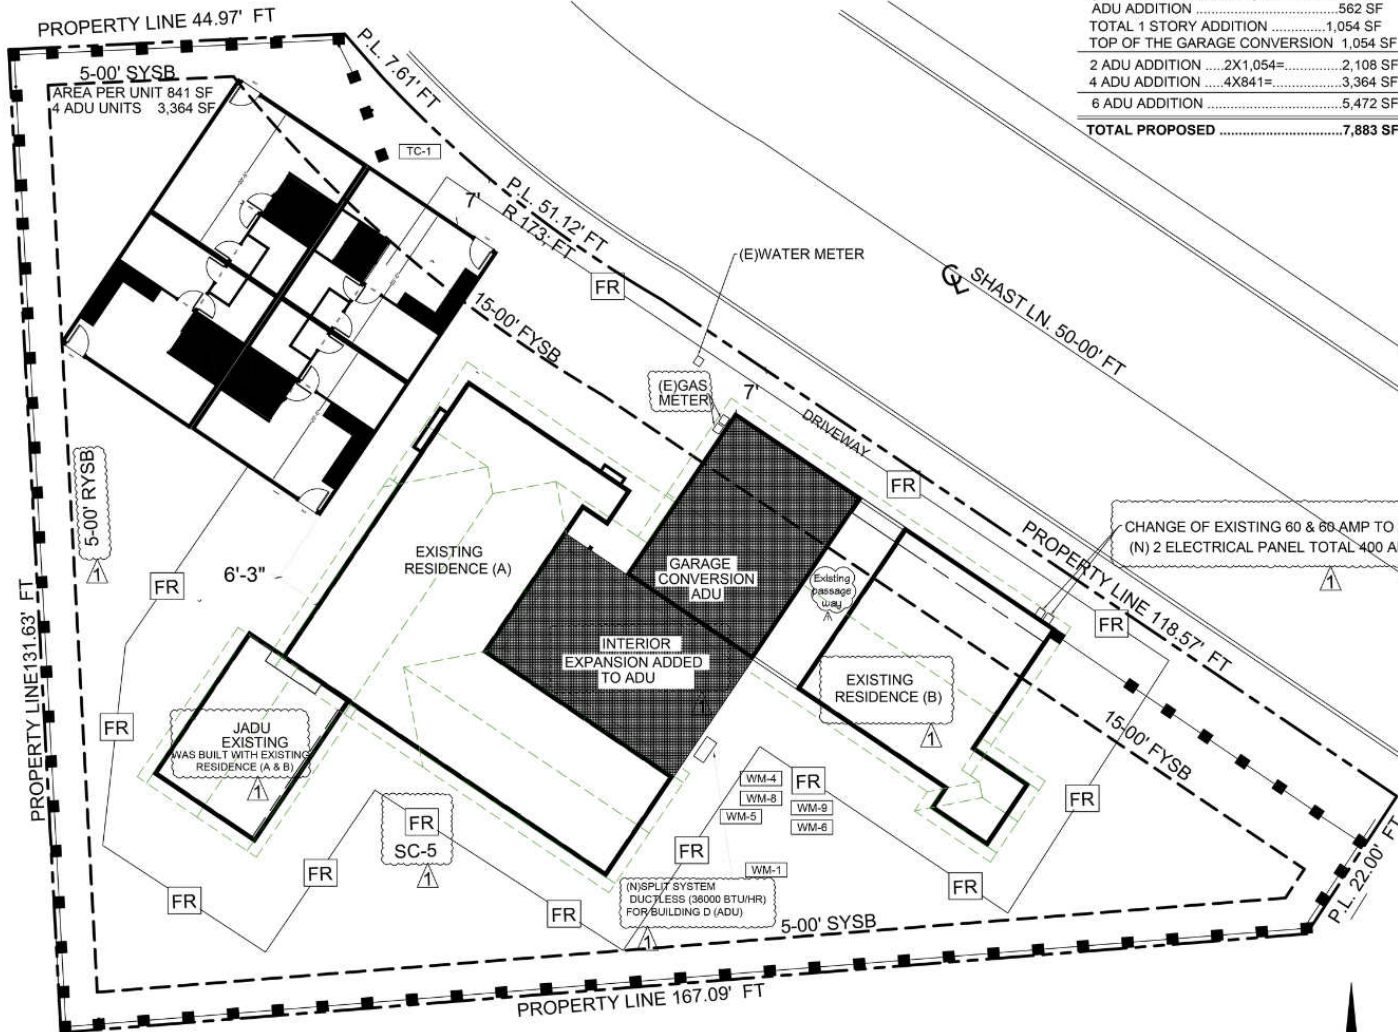 ADU ADDITION ...............................562 SF
TOTAL 1 STORY ADDITION ..............1,054 SF
TOP OF THE GARAGE CONVERSION 1,054 SF
2 ADU ADDITION .....2X1,054=.............2,108 SF
4 ADU ADDITION ....4X841=................3,364 SF
6 ADU ADDITION ..............................5,472 SF
TOTAL PROPOSED ............................7,883 SF
PROPERTY LINE 44.97' FT
P.L. 7.61' FT
5-00' SYSB
AREA PER UNIT 841 SF
4 ADU UNITS 3,364 SF
TC-1
7'
P.L. 51.12' FT
R 173; FT
FR
(E)WATER METER
SHAST LN. 50-00' FT
15-00' FYSB
(E)GAS
METER
7'
DRIVEWAY
FR
5-00' RYSB
1
CHANGE OF EXISTING 60 & 60 AMP TO
(N) 2 ELECTRICAL PANEL TOTAL 400
1
PROPERTY LINE 118.57' FT
FR
EXISTING
RESIDENCE (A)
GARAGE
CONVERSION
ADU
Existing
passage
way
6'-3"
FR
PROPERTY LINE131.63' FT
INTERIOR
EXPANSION ADDED
TO ADU
1
EXISTING
RESIDENCE (B)
1
JADU
EXISTING
WAS BUILT WITH EXISTING
RESIDENCE (A & B)
1
FR
15-00' FYSB
WM-4
FR
WM-8
WM-9
WM-5
WM-6
FR
FR
SC-5
1
FR
FR
WM-1
FR
FR
FR
(N)SPLIT SYSTEM
DUCTLESS (36000 BTU/HR)
FOR BUILDING D (ADU)
1
P.L. 22.00' FT
5-00' SYSB
PROPERTY LINE 167.09' FT